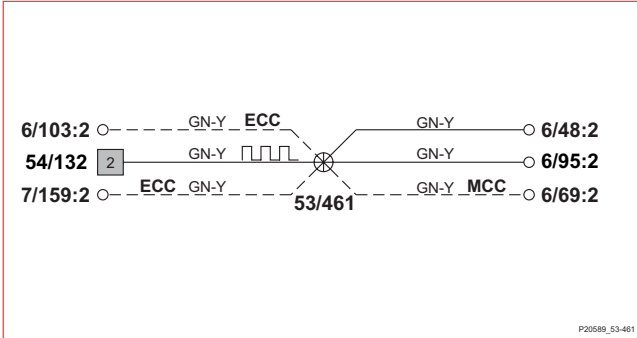 6/103:2 GN-Y ECC GN-Y 6/48:2
54/132 2 GN-Y GN-Y 6/95:2
7/159:2 ECC GN-Y GN-Y MCC 6/69:2
53/461
P20589_53-461